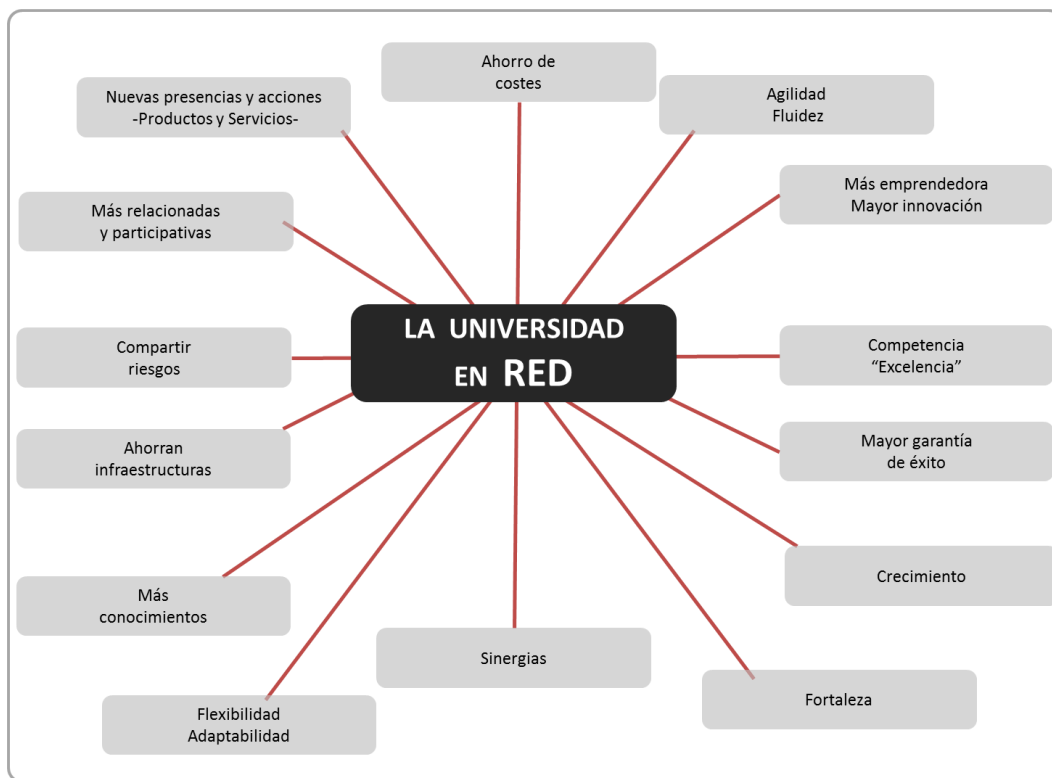 Ahorro de
costes
Nuevas presencias y acciones
-Productos y Servicios-
Agilidad
Fluidez
Más relacionadas
y participativas
Más emprendedora
Mayor innovación
LA UNIVERSIDAD
EN RED
Compartir
riesgos
Competencia
“Excelencia”
Ahorran
infraestructuras
Mayor garantía
de éxito
Más
conocimientos
Crecimiento
Sinergias
Flexibilidad
Adaptabilidad
Fortaleza